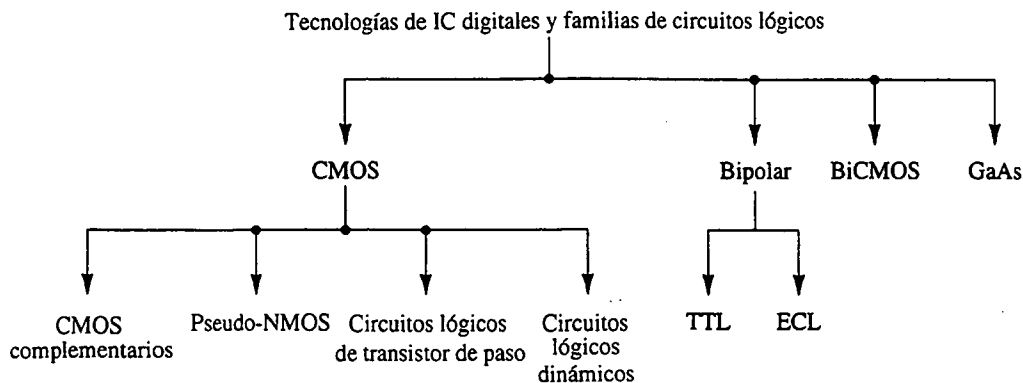 Tecnologías de IC digitales y familias de circuitos lógicos
CMOS
Bipolar
BiCMOS
GaAs
CMOS
complementarios
Pseudo-NMOS
Circuitos lógicos
de transistor de paso
Circuitos
lógicos
dinámicos
TTL
ECL